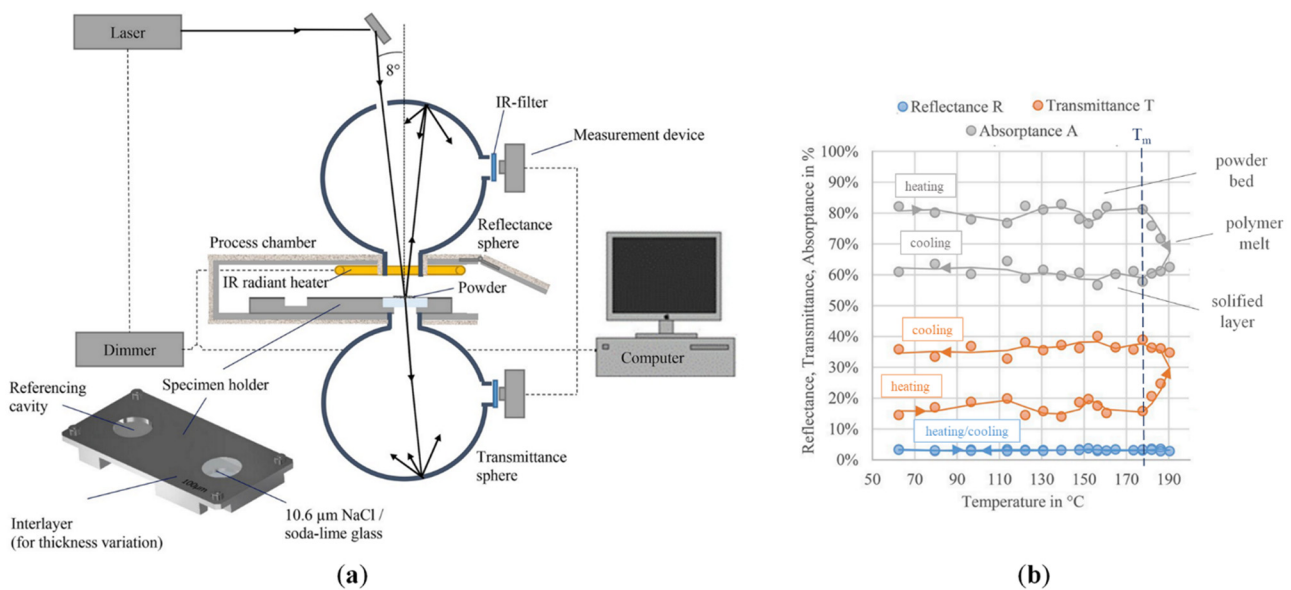 Laser
8°
IR-filter
Measurement device
Reflectance
sphere
Process chamber
IR radiant heater
Powder
Dimmer
Computer
Specimen holder
Referencing
cavity
Transmittance
sphere
100µm
Interlayer
(for thickness variation)
10.6 µm NaCl /
soda-lime glass
(a)
Reflectance R
Transmittance T
Absorptance A
Tm
Reflectance, Transmittance, Absorptance in %
100%
90%
80%
70%
60%
50%
40%
30%
20%
10%
0%
heating
cooling
cooling
heating
heating/cooling
powder
bed
polymer
melt
solified
layer
50
70
90
110
130
150
170
190
Temperature in °C
(b)